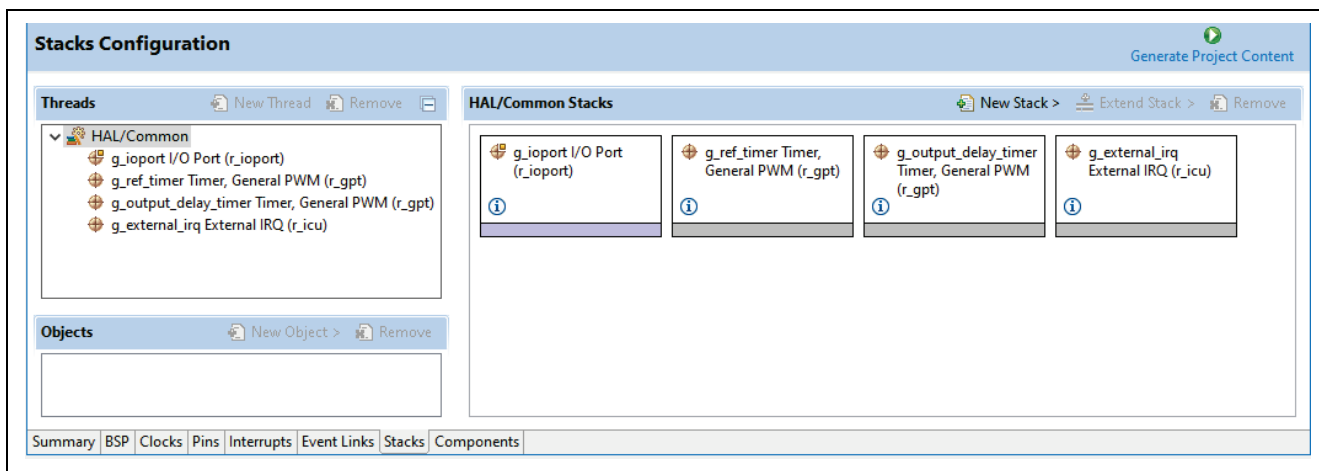 Stacks Configuration
Generate Project Content
Threads
New Thread
Remove
HAL/Common
g_ioport I/O Port (r_ioport)
g_ref_timer Timer, General PWM (r_gpt)
g_output_delay_timer Timer, General PWM (r_gpt)
g_external_irq External IRQ (r_icu)
Objects
New Object >
Remove
HAL/Common Stacks
New Stack >
Extend Stack >
Remove
g_ioport I/O Port
(r_ioport)
g_ref_timer Timer,
General PWM (r_gpt)
g_output_delay_timer
Timer, General PWM
(r_gpt)
g_external_irq
External IRQ (r_icu)
Summary
BSP
Clocks
Pins
Interrupts
Event Links
Stacks
Components